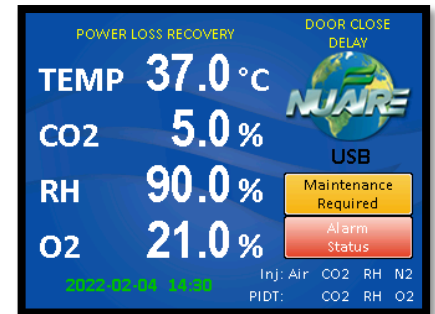 POWER LOSS RECOVERY
DOOR CLOSE
DELAY
TEMP 37.0 °C
NUAIRE
CO2 5.0 %
USB
RH 90.0 %
Maintenance
Required
O2 21.0 %
Alarm
Status
2022-02-04 14:30
Inj: Air CO2 RH N2
PIDT: CO2 RH O2